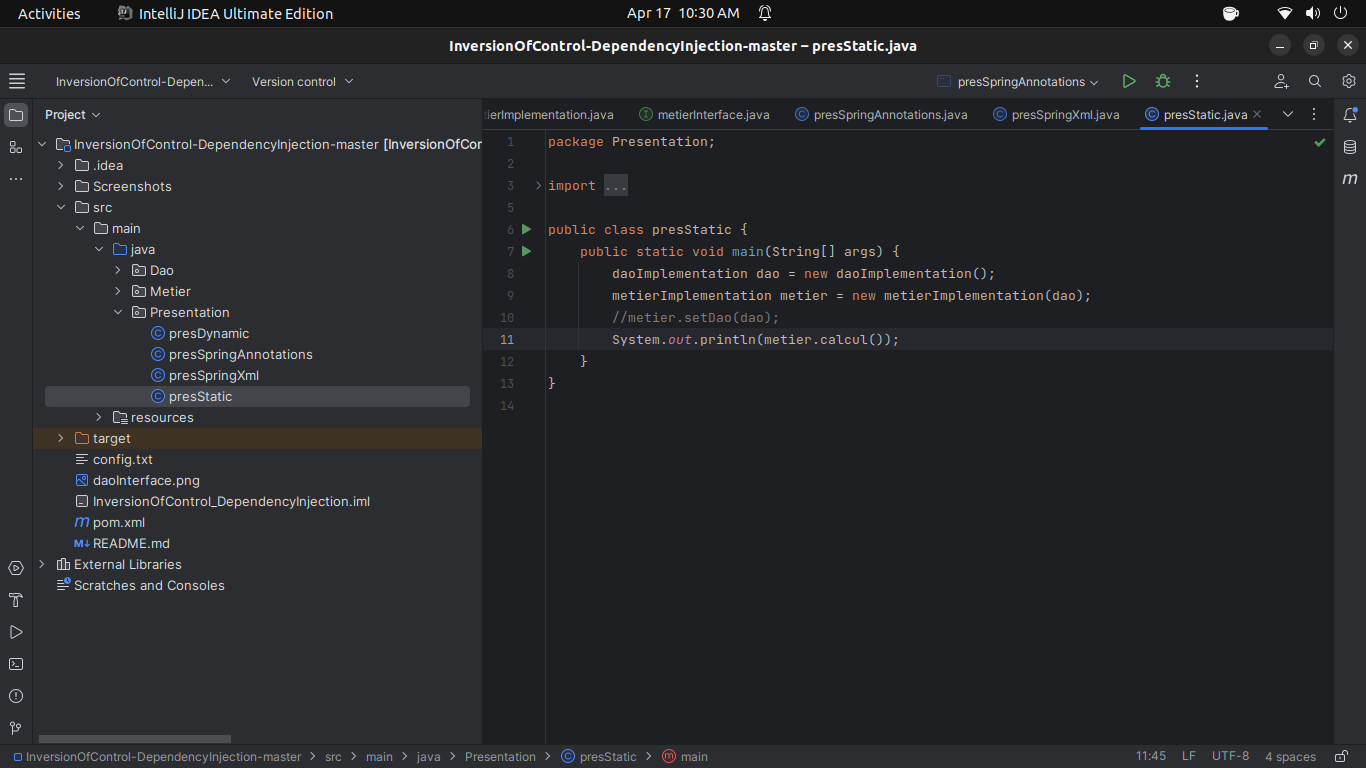 Activities IntelliJ IDEA Ultimate Edition Apr 17 10:30 AM
InversionOfControl-DependencyInjection-master – presStatic.java
InversionOfControl-Depen... Version control presSpringAnnotations
Project
tierImplementation.java metierInterface.java presSpringAnnotations.java presSpringXml.java presStatic.java
InversionOfControl-DependencyInjection-master [InversionOfCor
.idea
Screenshots
src
main
java
Dao
Metier
Presentation
presDynamic
presSpringAnnotations
presSpringXml
presStatic
resources
target
config.txt
daoInterface.png
InversionOfControl_DependencyInjection.iml
m pom.xml
M↓ README.md
External Libraries
Scratches and Consoles
1 package Presentation;
2
3 import ...
5
6 public class presStatic {
7 public static void main(String[] args) {
8 daoImplementation dao = new daoImplementation();
9 metierImplementation metier = new metierImplementation(dao);
10 //metier.setDao(dao);
11 System.out.println(metier.calcul());
12 }
13 }
14
m
InversionOfControl-DependencyInjection-master src main java Presentation presStatic main 11:45 LF UTF-8 4 spaces